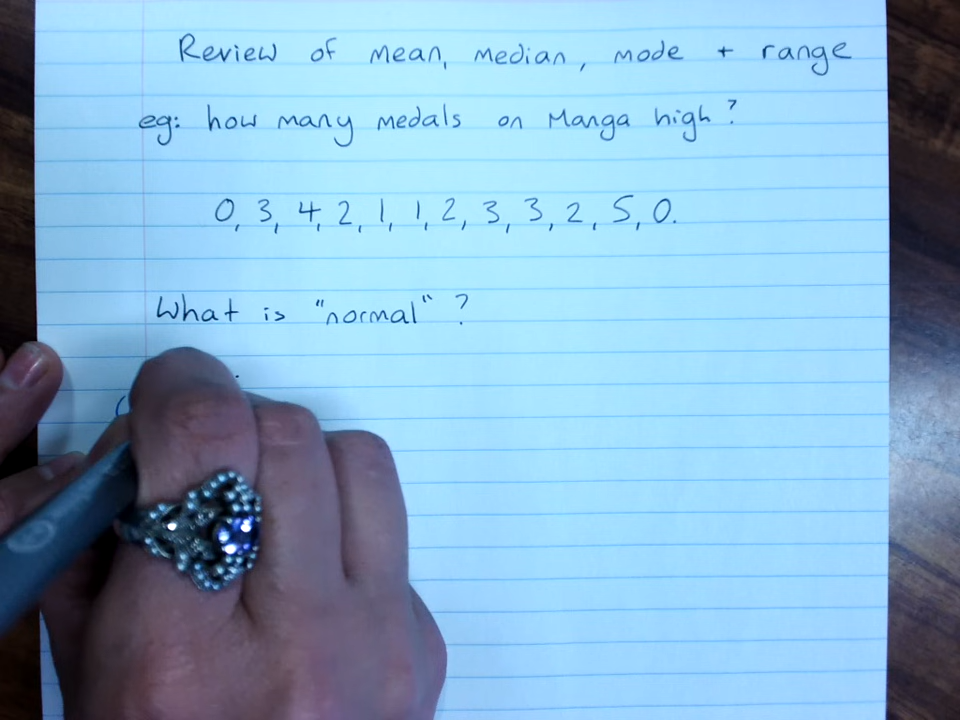 Review of mean, median, mode + range
eg: how many medals on Manga high?
0, 3, 4, 2, 1, 1, 2, 3, 3, 2, 5, 0.
What is "normal"?